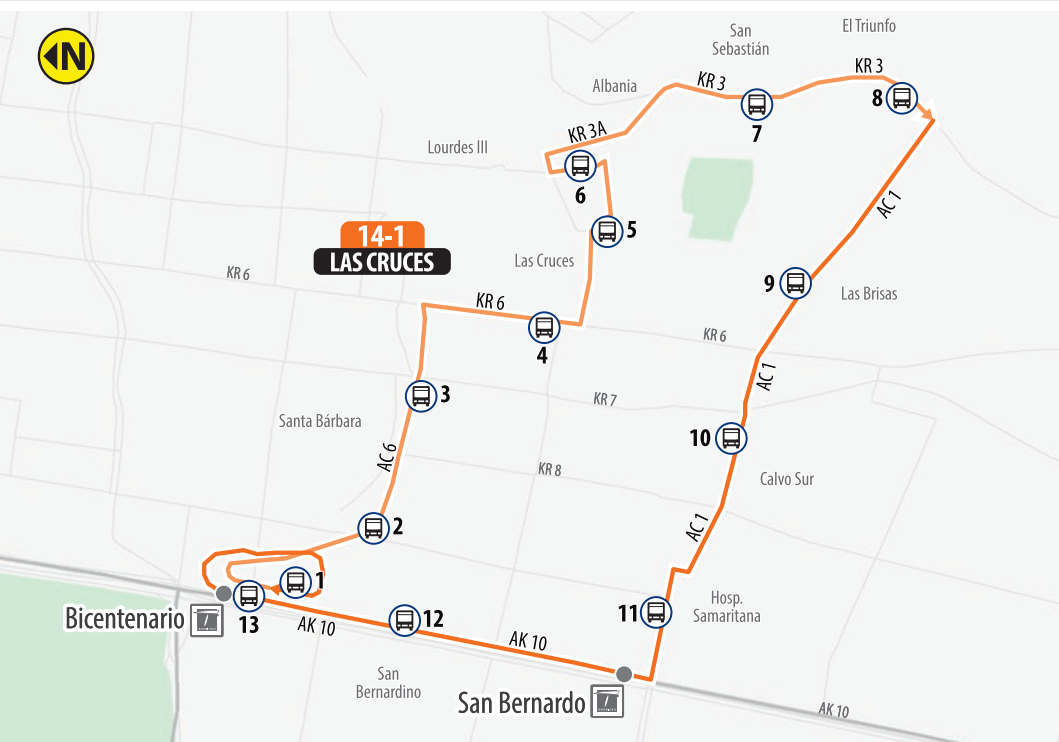 N
El Triunfo
San
Sebastián
KR 3
KR 3
Albania
8
7
KR 3A
Lourdes III
6
AC 1
14-1
LAS CRUCES
5
Las Cruces
KR 6
9
Las Brisas
KR 6
4
KR 6
AC 1
3
KR 7
Santa Bárbara
10
AC 6
KR 8
Calvo Sur
2
AC 1
1
Hosp.
Samaritana
11
Bicentenario
13
AK 10
12
AK 10
San
Bernardino
San Bernardo
AK 10